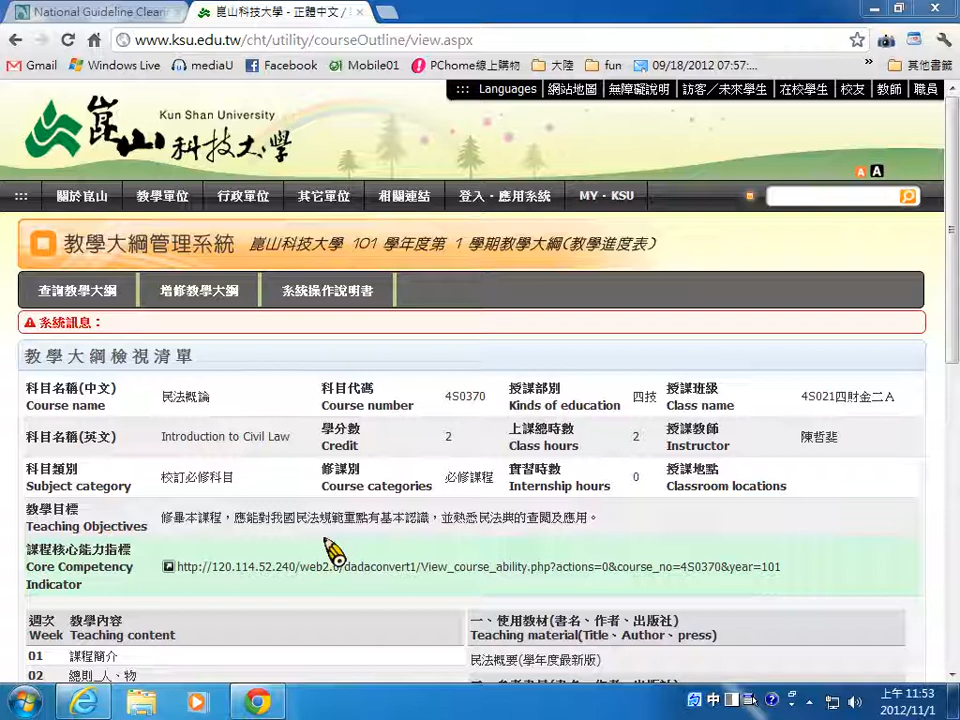 National Guideline Clearin
崑山科技大學 - 正體中文 /
www.ksu.edu.tw/cht/utility/courseOutline/view.aspx
Gmail Windows Live mediaU Facebook Mobile01 PChome線上購物 大陸 fun 09/18/2012 07:57:... » 其他書籤
::: Languages 網站地圖 無障礙說明 訪客／未來學生 在校學生 校友 教師 職員
Kun Shan University
崑山科技大學
A A
::: 關於崑山 教學單位 行政單位 其它單位 相關連結 登入‧應用系統 MY‧KSU
教學大綱管理系統 崑山科技大學 101 學年度第 1 學期教學大綱(教學進度表)
查詢教學大綱 增修教學大綱 系統操作說明書
系統訊息：
教學大綱檢視清單
科目名稱(中文) 民法概論 科目代碼 4S0370 授課部別 四技 授課班級 4S021四財金二A
Course name Course number Kinds of education Class name
科目名稱(英文) Introduction to Civil Law 學分數 2 上課總時數 2 授課教師 陳哲斐
Credit Class hours Instructor
科目類別 校訂必修科目 修課別 必修課程 實習時數 0 授課地點
Subject category Course categories Internship hours Classroom locations
教學目標
Teaching Objectives
修畢本課程，應能對我國民法規範重點有基本認識，並熟悉民法典的查閱及應用。
課程核心能力指標
Core Competency
Indicator
http://120.114.52.240/web2.0/dadaconvert1/View_course_ability.php?actions=0&course_no=4S0370&year=101
週次 教學內容
Week Teaching content
01 課程簡介
02 總則_人、物
一、使用教材(書名、作者、出版社)
Teaching material(Title、Author、press)
民法概要(學年度最新版)
中
上午 11:53
2012/11/1